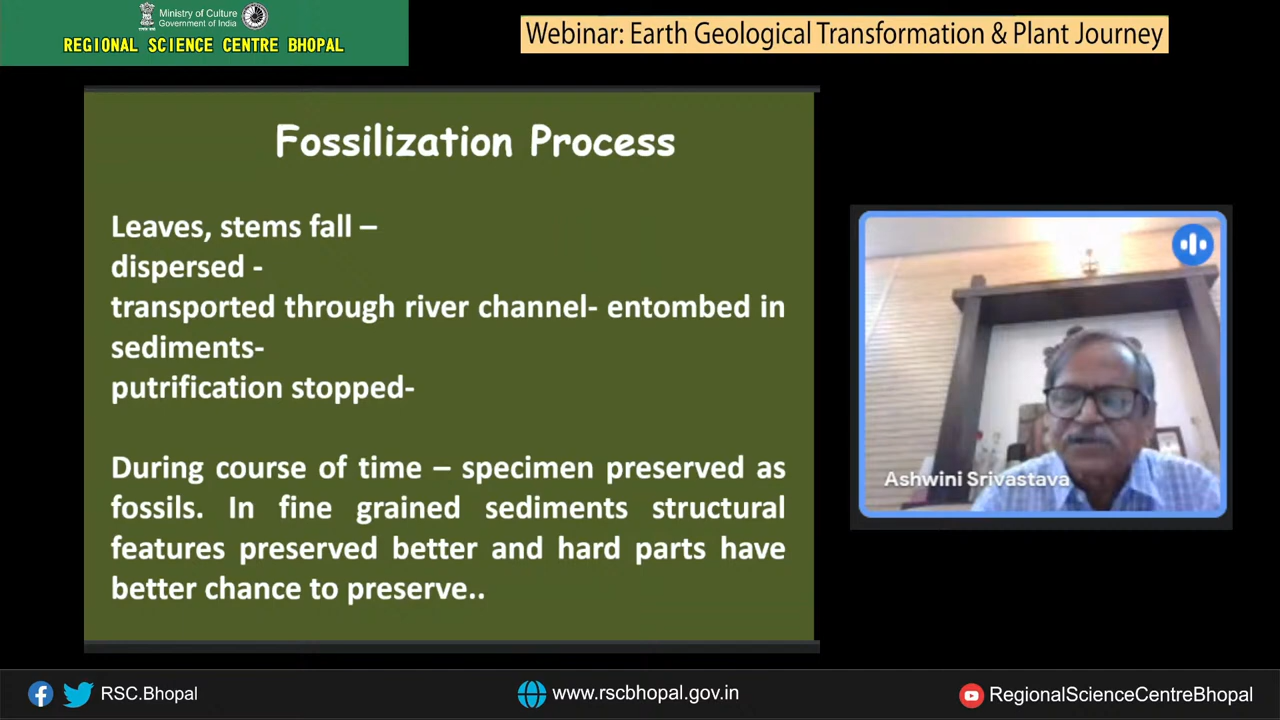 Ministry of Culture
Government of India
REGIONAL SCIENCE CENTRE BHOPAL
Webinar: Earth Geological Transformation & Plant Journey
Fossilization Process
Leaves, stems fall –
dispersed -
transported through river channel- entombed in
sediments-
putrification stopped-
During course of time – specimen preserved as
fossils. In fine grained sediments structural
features preserved better and hard parts have
better chance to preserve..
Ashwini Srivastava
RSC.Bhopal
www.rscbhopal.gov.in
RegionalScienceCentreBhopal